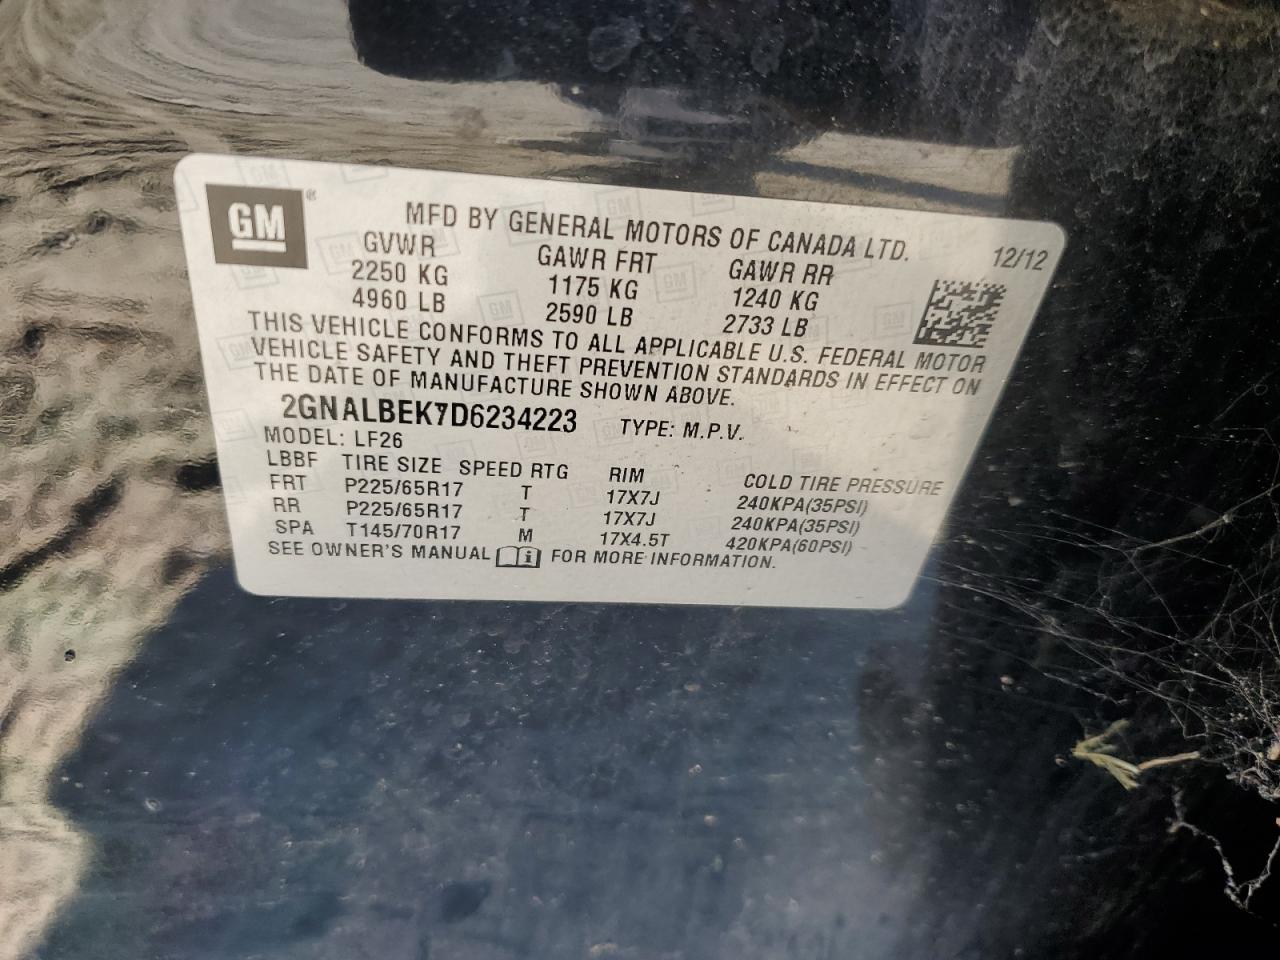 GM ®
MFD BY GENERAL MOTORS OF CANADA LTD.
12/12
GVWR GAWR FRT GAWR RR
2250 KG 1175 KG 1240 KG
4960 LB 2590 LB 2733 LB
THIS VEHICLE CONFORMS TO ALL APPLICABLE U.S. FEDERAL MOTOR
VEHICLE SAFETY AND THEFT PREVENTION STANDARDS IN EFFECT ON
THE DATE OF MANUFACTURE SHOWN ABOVE.
2GNALBEK7D6234223 TYPE: M.P.V.
MODEL: LF26
LBBF TIRE SIZE SPEED RTG RIM COLD TIRE PRESSURE
FRT P225/65R17 T 17X7J 240KPA(35PSI)
RR P225/65R17 T 17X7J 240KPA(35PSI)
SPA T145/70R17 M 17X4.5T 420KPA(60PSI)
SEE OWNER'S MANUAL FOR MORE INFORMATION.